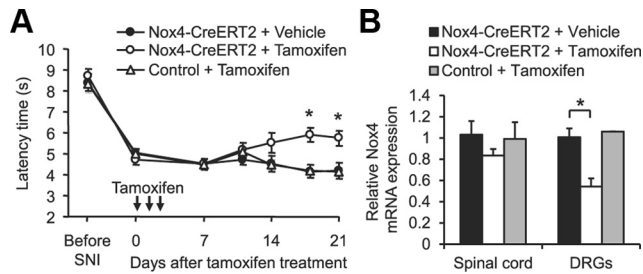 A
Nox4-CreERT2 + Vehicle
Nox4-CreERT2 + Tamoxifen
Control + Tamoxifen
Latency time (s)
10
9
8
7
6
5
4
3
2
* *
Tamoxifen
Before SNI
0
7
14
21
Days after tamoxifen treatment
B
Nox4-CreERT2 + Vehicle
Nox4-CreERT2 + Tamoxifen
Control + Tamoxifen
Relative Nox4
mRNA expression
1.4
1.2
1
0.8
0.6
0.4
0.2
0
*
Spinal cord
DRGs